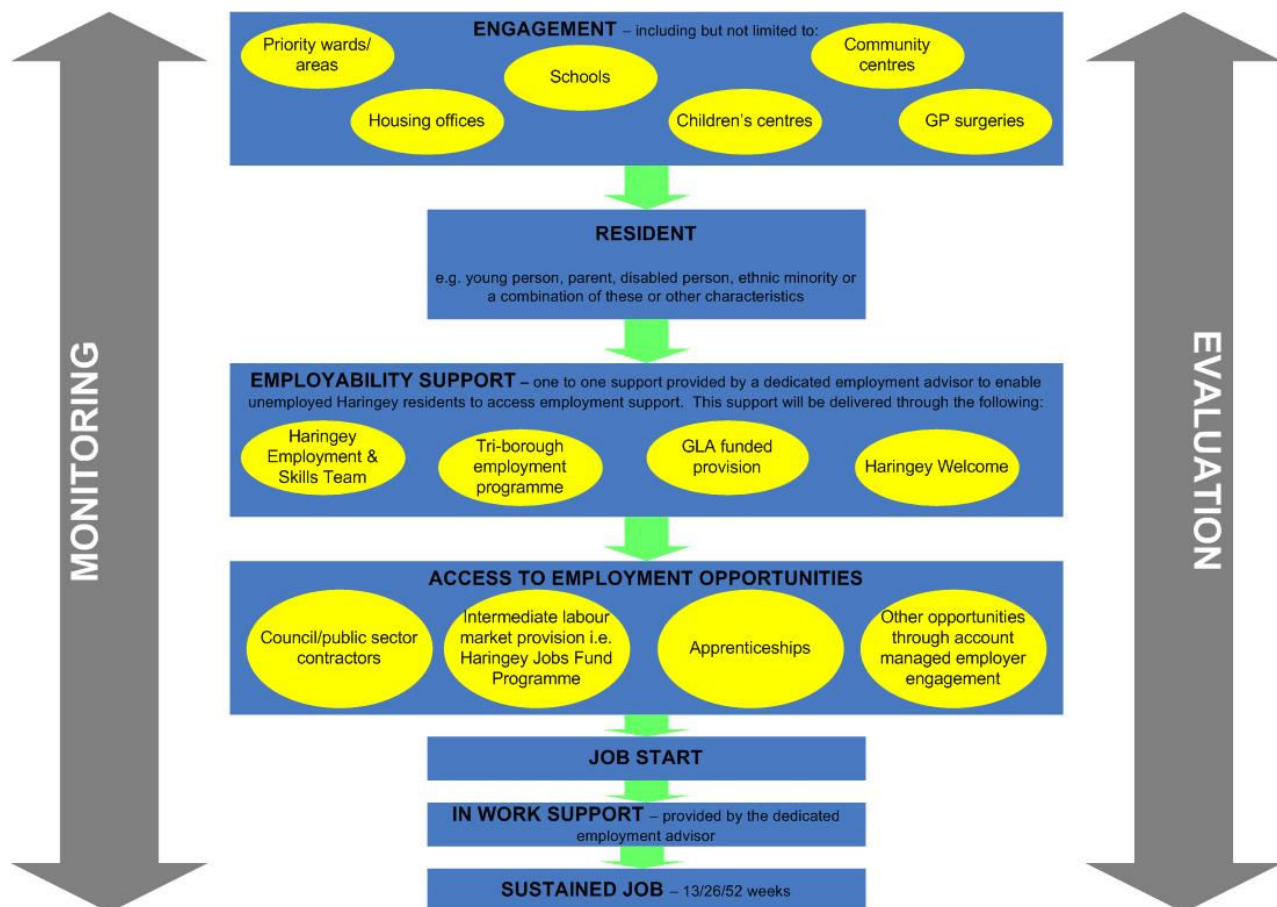 ENGAGEMENT – including but not limited to:
Priority wards/
areas
Schools
Community
centres
Housing offices
Children's centres
GP surgeries
RESIDENT
e.g. young person, parent, disabled person, ethnic minority or
a combination of these or other characteristics
MONITORING
EVALUATION
EMPLOYABILITY SUPPORT – one to one support provided by a dedicated employment advisor to enable
unemployed Haringey residents to access employment support. This support will be delivered through the following:
Haringey
Employment &
Skills Team
Tri-borough
employment
programme
GLA funded
provision
Haringey Welcome
ACCESS TO EMPLOYMENT OPPORTUNITIES
Council/public sector
contractors
Intermediate labour
market provision i.e.
Haringey Jobs Fund
Programme
Apprenticeships
Other opportunities
through account
managed employer
engagement
JOB START
IN WORK SUPPORT – provided by the dedicated
employment advisor
SUSTAINED JOB – 13/26/52 weeks